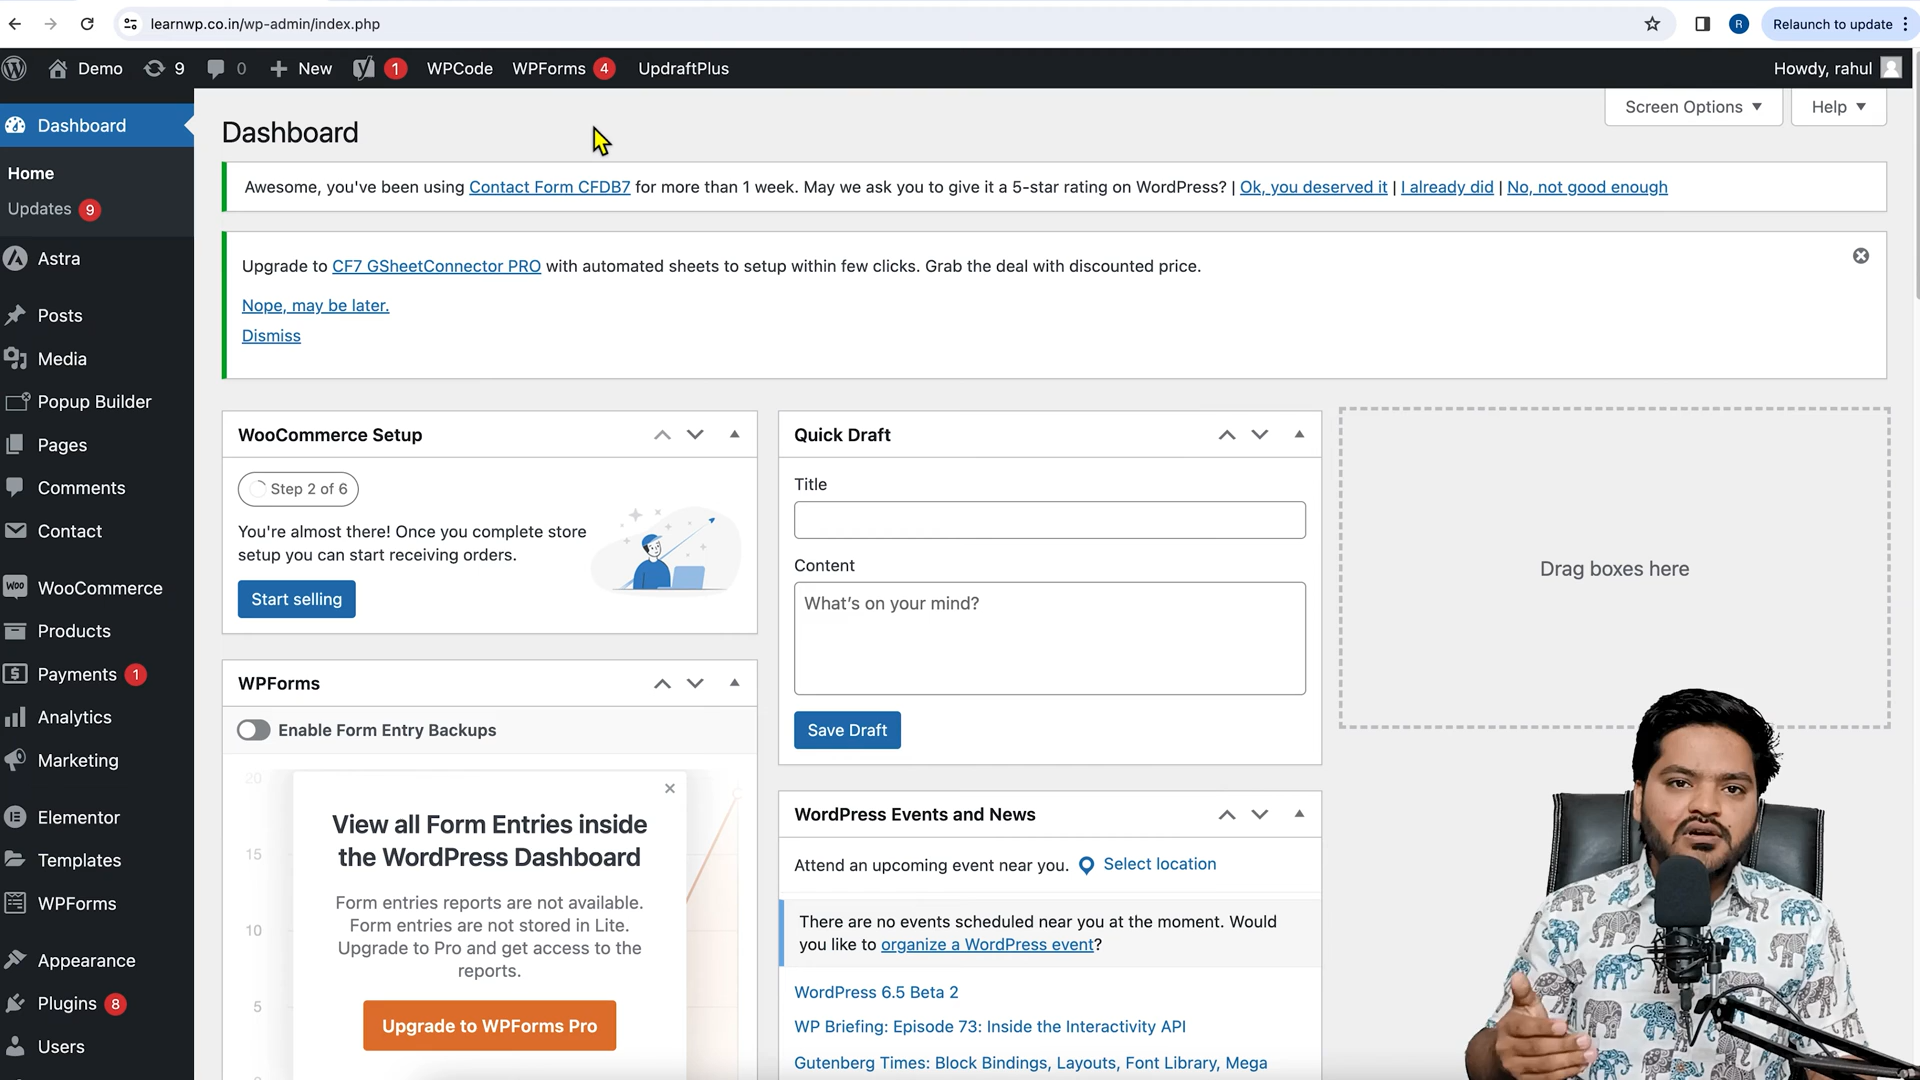 learnwp.co.in/wp-admin/index.php
R
Relaunch to update
Demo
9
0
New
1
WPCode
WPForms 4
UpdraftPlus
Howdy, rahul
Dashboard
Home
Updates 9
Astra
Posts
Media
Popup Builder
Pages
Comments
Contact
WooCommerce
Products
Payments 1
Analytics
Marketing
Elementor
Templates
WPForms
Appearance
Plugins 8
Users
Screen Options
Help
Dashboard
Awesome, you've been using Contact Form CFDB7 for more than 1 week. May we ask you to give it a 5-star rating on WordPress? | Ok, you deserved it | I already did | No, not good enough
Upgrade to CF7 GSheetConnector PRO with automated sheets to setup within few clicks. Grab the deal with discounted price.
Nope, may be later.
Dismiss
WooCommerce Setup
Step 2 of 6
You're almost there! Once you complete store
setup you can start receiving orders.
Start selling
WPForms
Enable Form Entry Backups
20
15
10
5
View all Form Entries inside
the WordPress Dashboard
Form entries reports are not available.
Form entries are not stored in Lite.
Upgrade to Pro and get access to the
reports.
Upgrade to WPForms Pro
Quick Draft
Title
Content
What's on your mind?
Save Draft
WordPress Events and News
Attend an upcoming event near you.
Select location
There are no events scheduled near you at the moment. Would
you like to organize a WordPress event?
WordPress 6.5 Beta 2
WP Briefing: Episode 73: Inside the Interactivity API
Gutenberg Times: Block Bindings, Layouts, Font Library, Mega
Drag boxes here